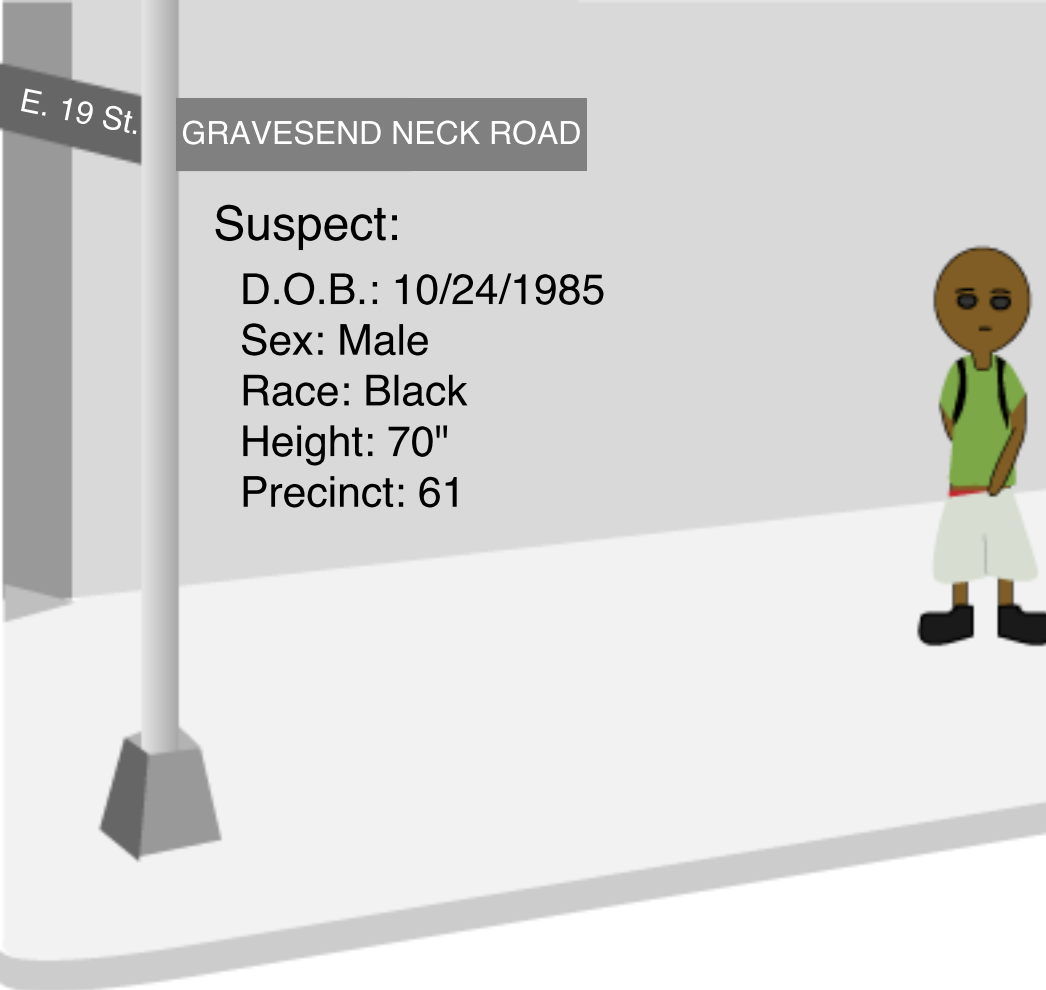 E. 19 St.
GRAVESEND NECK ROAD
Suspect:
D.O.B.: 10/24/1985
Sex: Male
Race: Black
Height: 70"
Precinct: 61